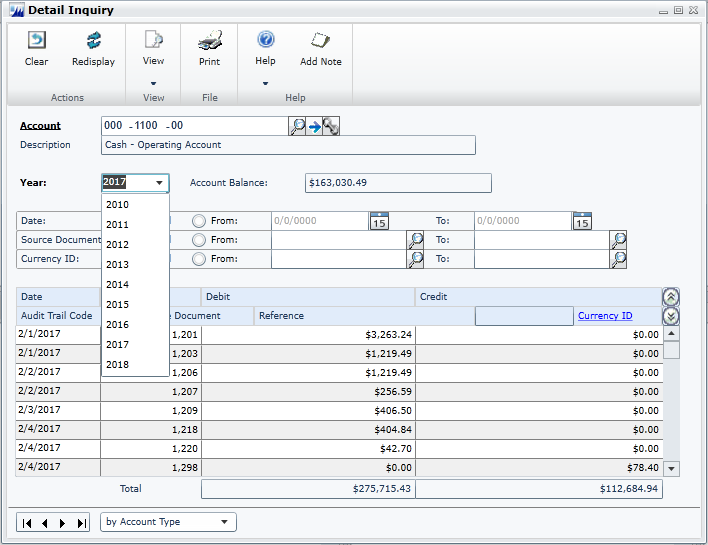 Detail Inquiry
Clear Redisplay View Print Help Add Note
Actions View File Help
Account 000 -1100 -00
Description Cash - Operating Account
Year: 2017 Account Balance: $163,030.49
2010
2011
Date: From: 0/0/0000 15 To: 0/0/0000 15
2012
Source Document From: To:
2013
Currency ID: From: To:
2014
2015
Date Debit Credit
2016
Audit Trail Code Document Reference Currency ID
2/1/2017 1,201 $3,263.24 $0.00
2017
2/1/2017 1,203 $1,219.49 $0.00
2018
2/2/2017 1,206 $1,219.49 $0.00
2/2/2017 1,207 $256.59 $0.00
2/3/2017 1,209 $406.50 $0.00
2/4/2017 1,218 $404.84 $0.00
2/4/2017 1,220 $42.70 $0.00
2/4/2017 1,298 $0.00 $78.40
Total $275,715.43 $112,684.94
by Account Type